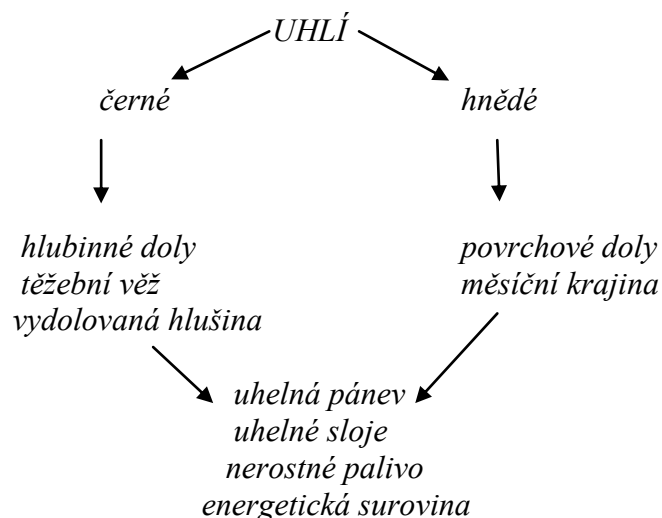 UHLÍ
černé
hnědé
hlubinné doly
těžební věž
vydolovaná hlušina
povrchové doly
měsíční krajina
uhelná pánev
uhelné sloje
nerostné palivo
energetická surovina